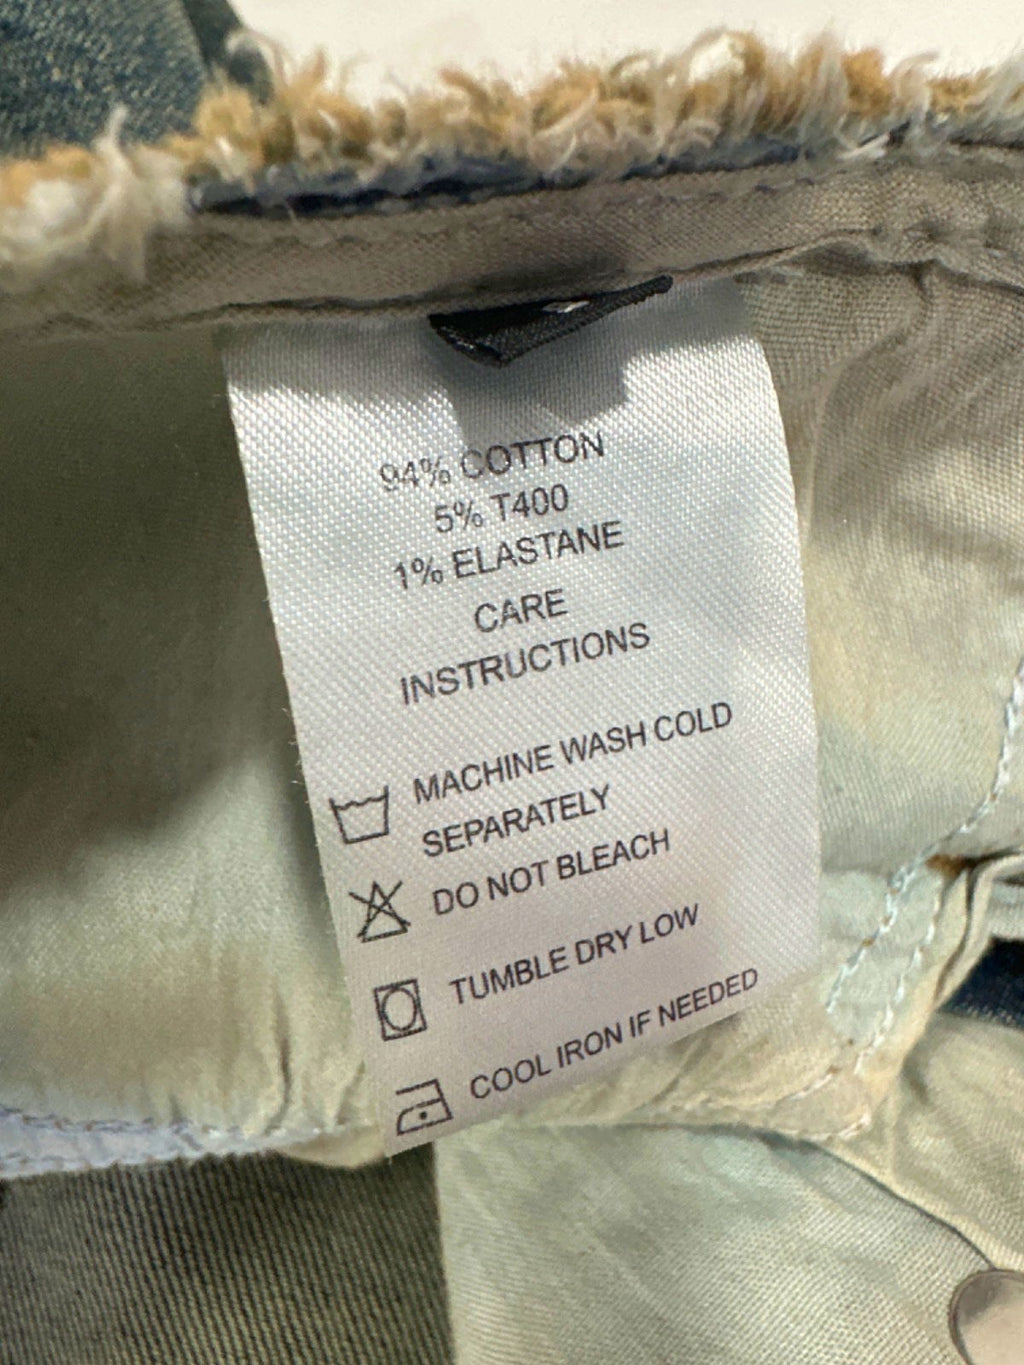 94% COTTON
5% T400
1% ELASTANE
CARE
INSTRUCTIONS
MACHINE WASH COLD
SEPARATELY
DO NOT BLEACH
TUMBLE DRY LOW
COOL IRON IF NEEDED